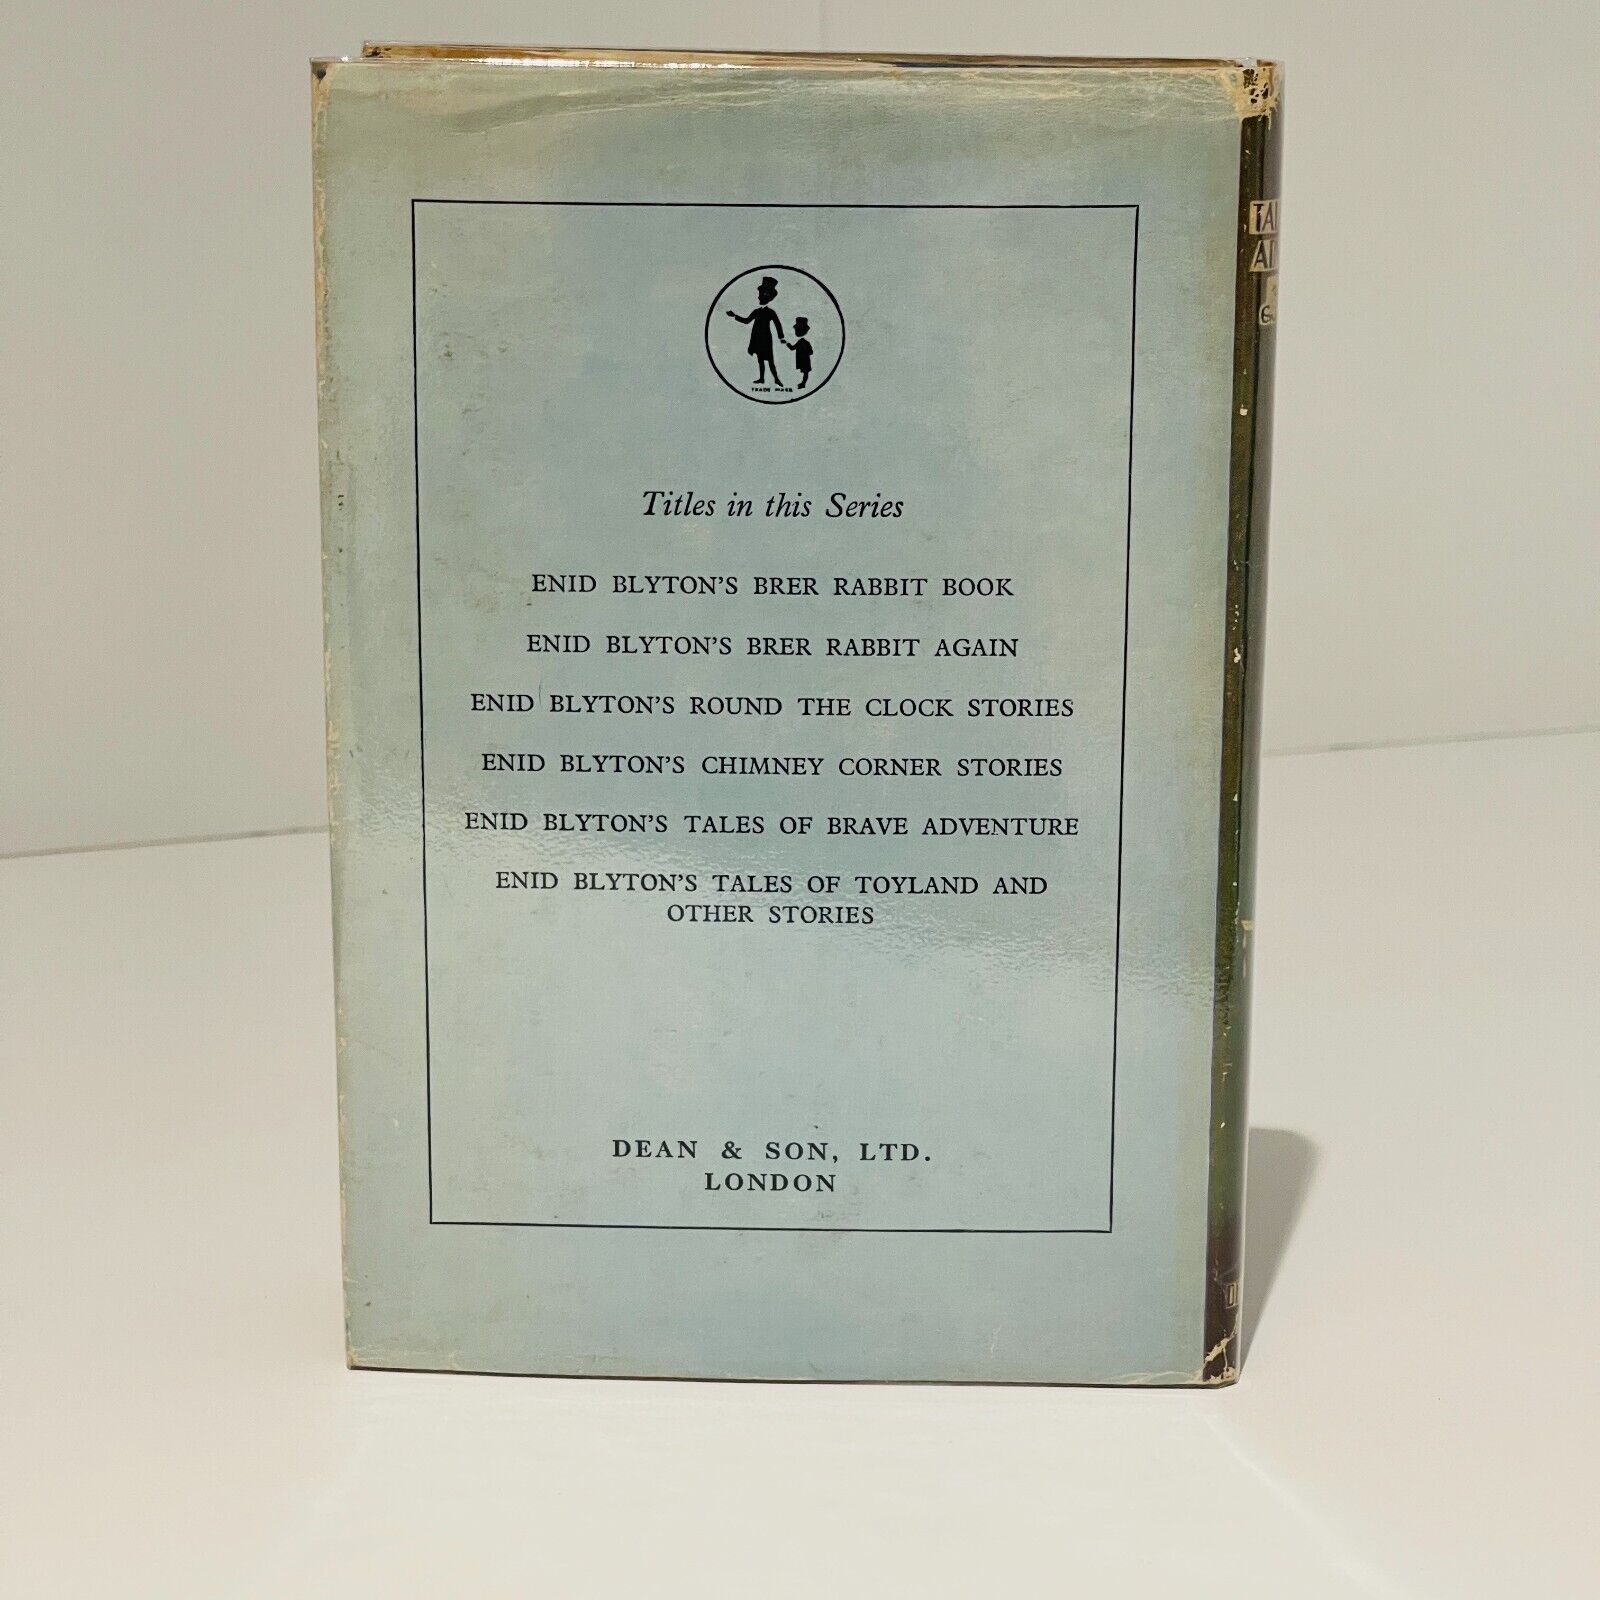 TRADE MARK
Titles in this Series
ENID BLYTON'S BRER RABBIT BOOK
ENID BLYTON'S BRER RABBIT AGAIN
ENID BLYTON'S ROUND THE CLOCK STORIES
ENID BLYTON'S CHIMNEY CORNER STORIES
ENID BLYTON'S TALES OF BRAVE ADVENTURE
ENID BLYTON'S TALES OF TOYLAND AND
OTHER STORIES
DEAN & SON, LTD.
LONDON